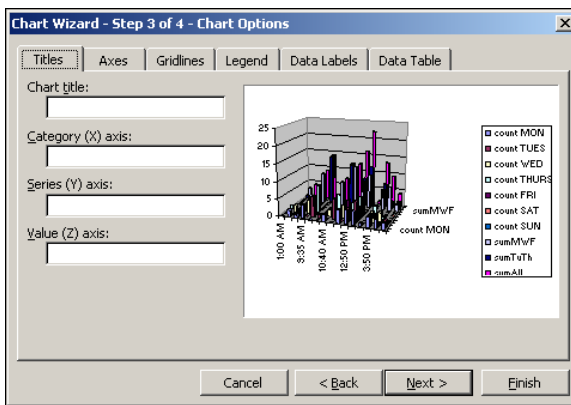 Chart Wizard - Step 3 of 4 - Chart Options
Titles Axes Gridlines Legend Data Labels Data Table
Chart title:
Category (X) axis:
Series (Y) axis:
Value (Z) axis:
25
20
15
10
5
0
sumMWF
count MON
1:00 AM
9:35 AM
10:40 AM
12:50 PM
3:50 PM
count MON
count TUES
count WED
count THURS
count FRI
count SAT
count SUN
sumMWF
sumTuTh
sumAll
Cancel < Back Next > Finish